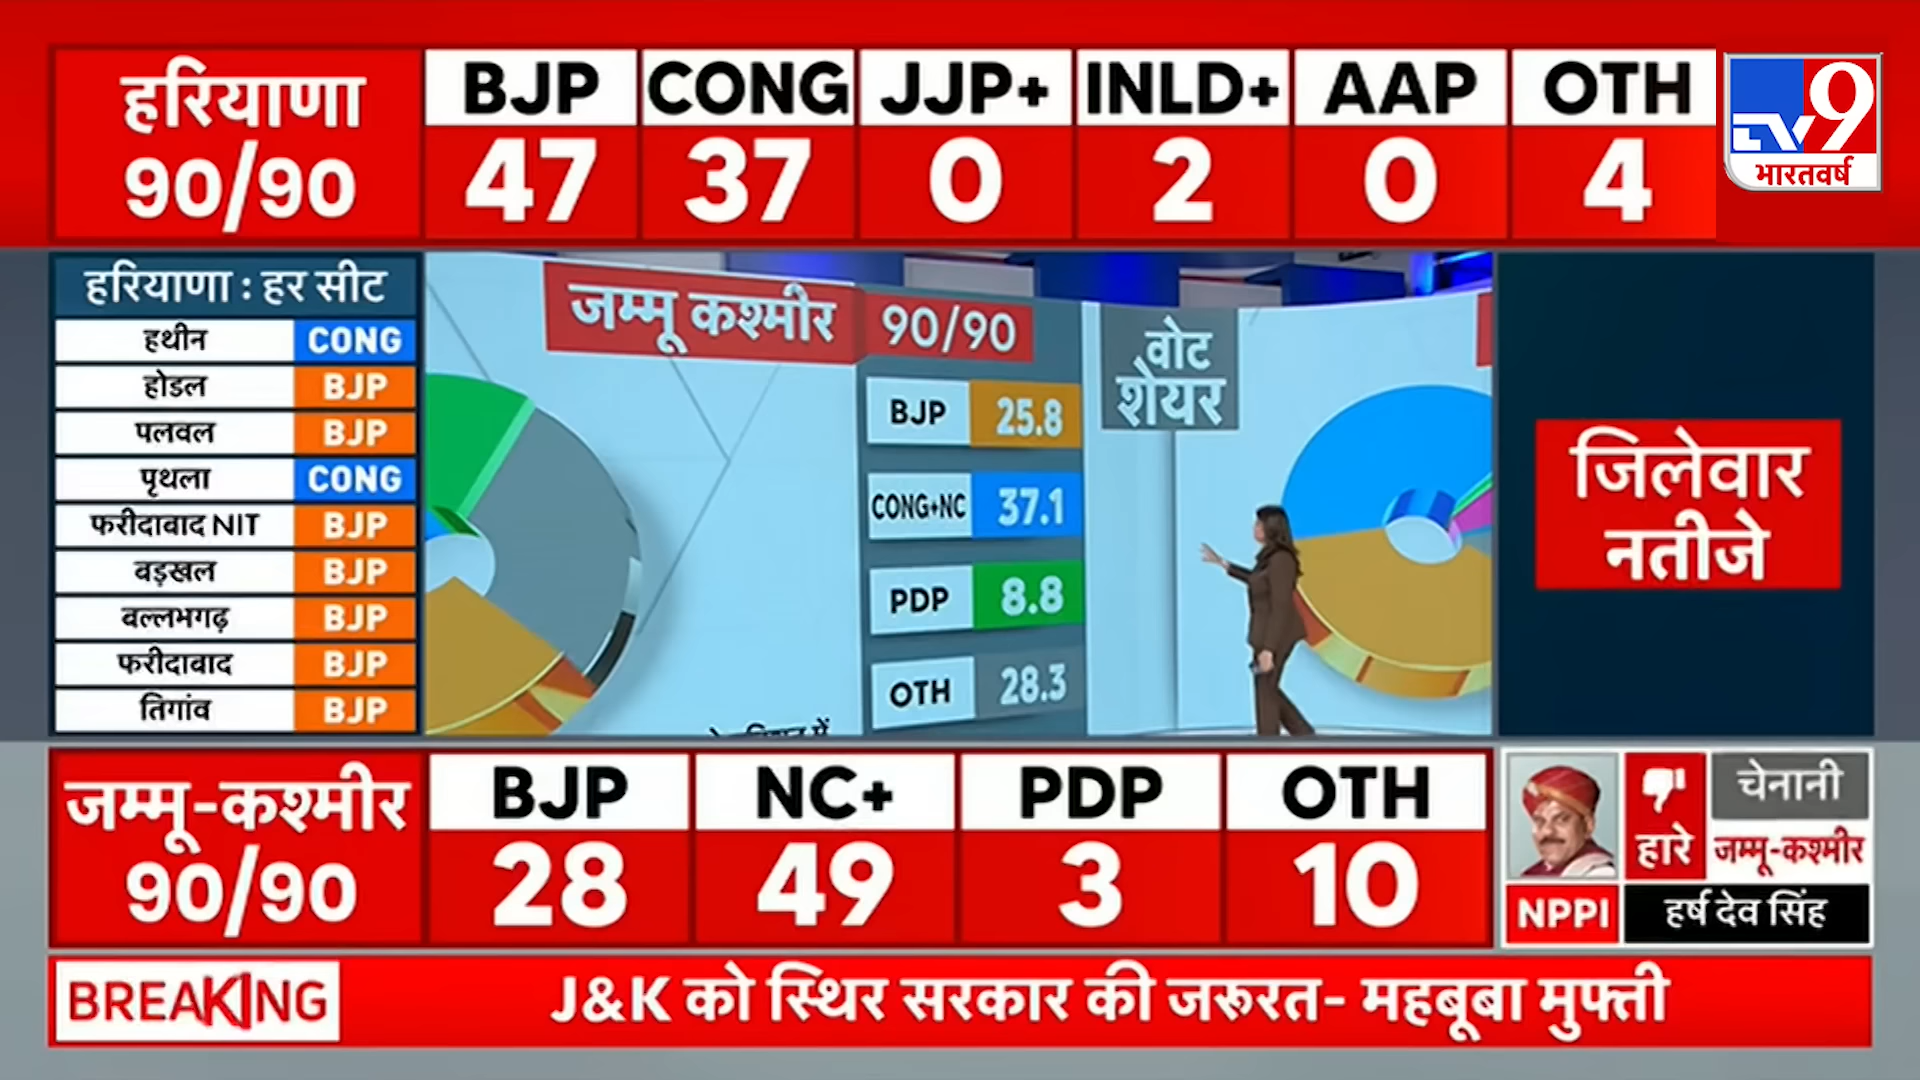 हरियाणा
90/90
BJP CONG JJP+ INLD+ AAP OTH
47 37 0 2 0 4
TV9
भारतवर्ष
हरियाणा : हर सीट
हथीन CONG
होडल BJP
पलवल BJP
पृथला CONG
फरीदाबाद NIT BJP
बड़खल BJP
बल्लभगढ़ BJP
फरीदाबाद BJP
तिगांव BJP
जम्मू कश्मीर 90/90
वोट
शेयर
BJP 25.8
CONG+NC 37.1
PDP 8.8
OTH 28.3
जिलेवार
नतीजे
जम्मू-कश्मीर
90/90
BJP NC+ PDP OTH
28 49 3 10
चेनानी
हारे
जम्मू-कश्मीर
NPPI
हर्ष देव सिंह
BREAKING
J&K को स्थिर सरकार की जरूरत- महबूबा मुफ्ती